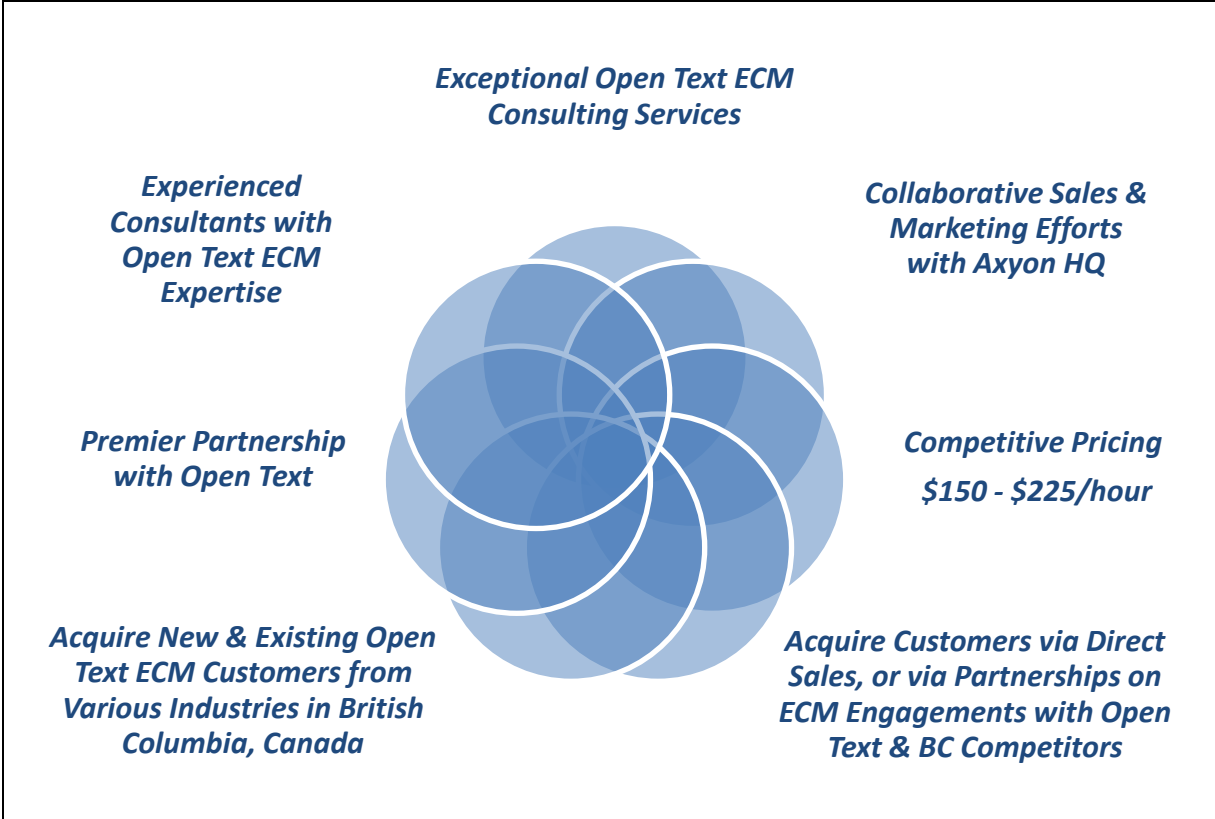 Exceptional Open Text ECM
Consulting Services
Experienced
Consultants with
Open Text ECM
Expertise
Collaborative Sales &
Marketing Efforts
with Axyon HQ
Premier Partnership
with Open Text
Competitive Pricing
$150 - $225/hour
Acquire New & Existing Open
Text ECM Customers from
Various Industries in British
Columbia, Canada
Acquire Customers via Direct
Sales, or via Partnerships on
ECM Engagements with Open
Text & BC Competitors